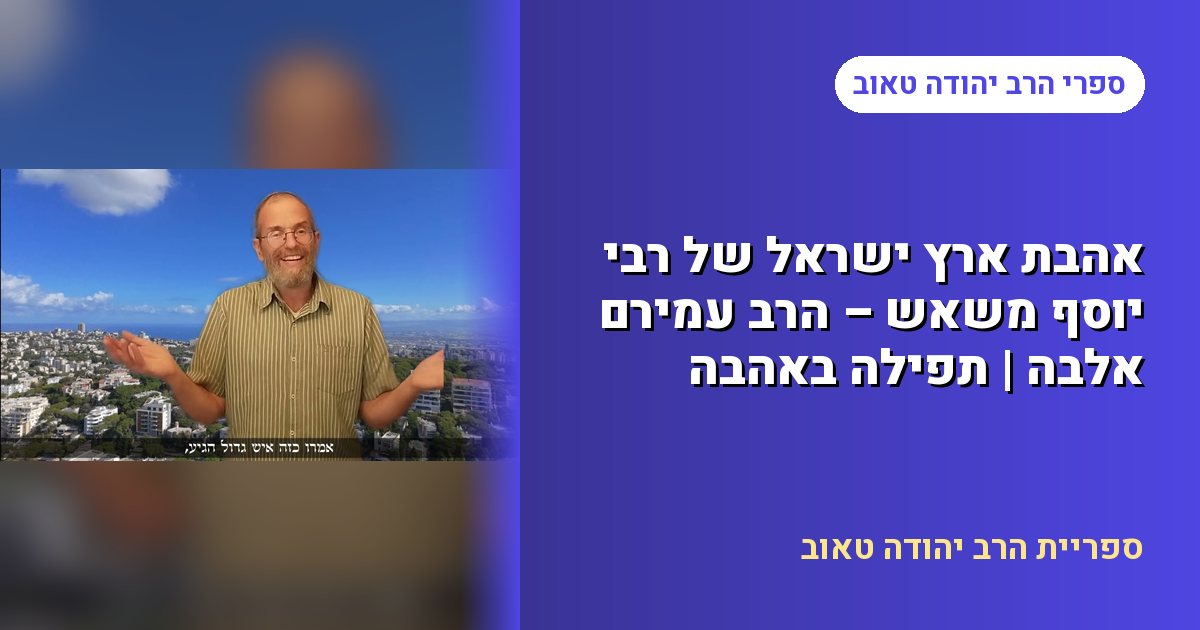 ספרי הרב יהודה טאוב
אהבת ארץ ישראל של רבי
יוסף משאש – הרב עמירם
אלבה | תפילה באהבה
ספריית הרב יהודה טאוב
אמרו כזה איש גדול הגיע,